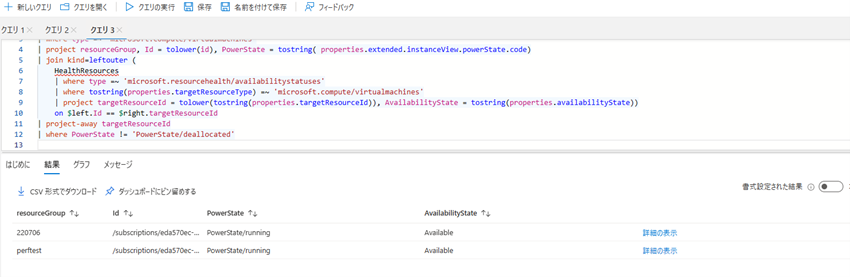 新しいクエリ クエリを開く クエリの実行 保存 名前を付けて保存 フィードバック
クエリ 1 クエリ 2 クエリ 3
4 | project resourceGroup, Id = tolower(id), PowerState = tostring( properties.extended.instanceView.powerState.code)
5 | join kind=leftouter (
6 HealthResources
7 | where type =~ 'microsoft.resourcehealth/availabilitystatuses'
8 | where tostring(properties.targetResourceType) =~ 'microsoft.compute/virtualmachines'
9 | project targetResourceId = tolower(tostring(properties.targetResourceId)), AvailabilityState = tostring(properties.availabilityState))
10 on $left.Id == $right.targetResourceId
11 | project-away targetResourceId
12 | where PowerState != 'PowerState/deallocated'
13
はじめに 結果 グラフ メッセージ
CSV 形式でダウンロード ダッシュボードにピン留めする 書式設定された結果
resourceGroup Id PowerState AvailabilityState
220706 /subscriptions/eda570ec-... PowerState/running Available 詳細の表示
perftest /subscriptions/eda570ec-... PowerState/running Available 詳細の表示